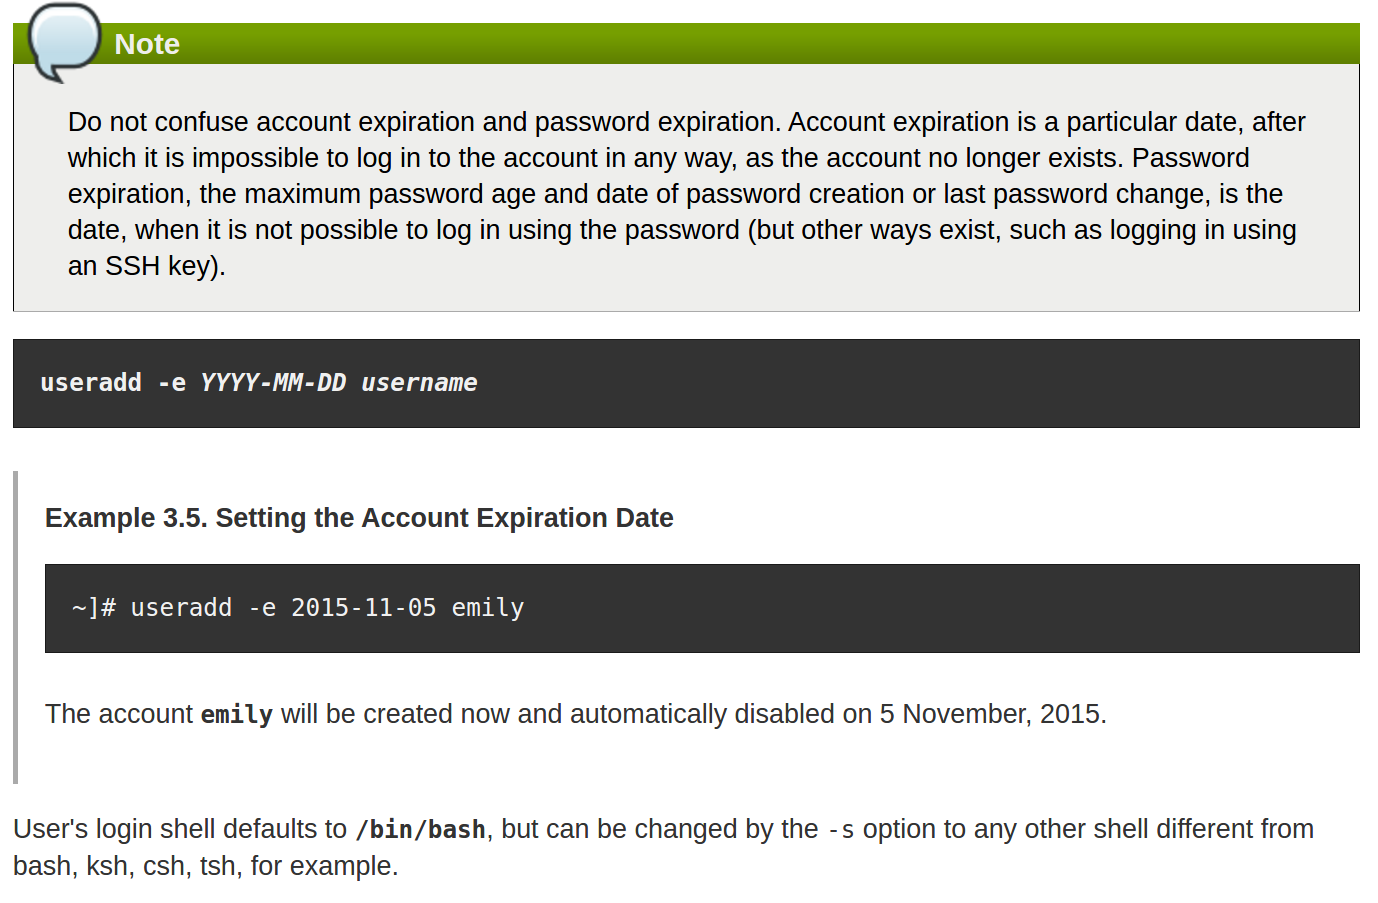 Note
Do not confuse account expiration and password expiration. Account expiration is a particular date, after
which it is impossible to log in to the account in any way, as the account no longer exists. Password
expiration, the maximum password age and date of password creation or last password change, is the
date, when it is not possible to log in using the password (but other ways exist, such as logging in using
an SSH key).
useradd -e YYYY-MM-DD username
Example 3.5. Setting the Account Expiration Date
~]# useradd -e 2015-11-05 emily
The account emily will be created now and automatically disabled on 5 November, 2015.
User's login shell defaults to /bin/bash, but can be changed by the -s option to any other shell different from
bash, ksh, csh, tsh, for example.